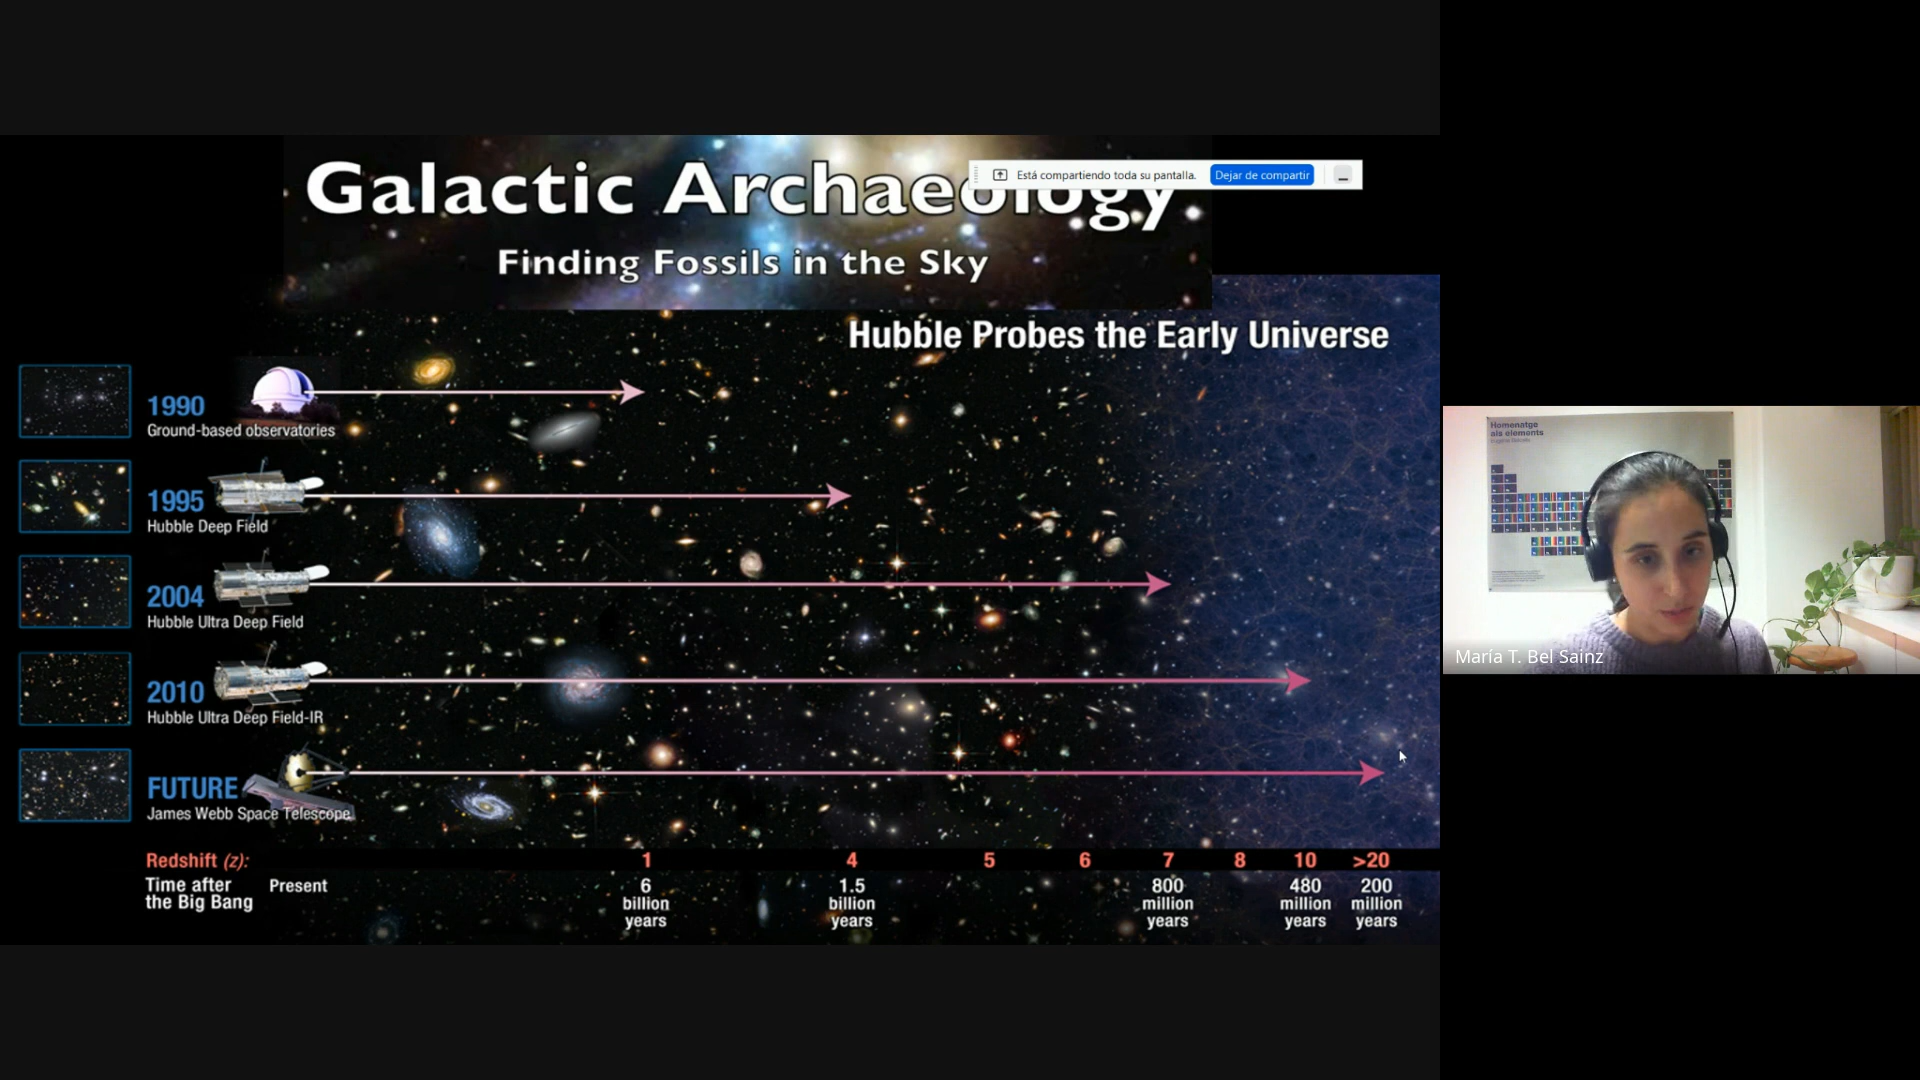 Galactic Archaeology
Está compartiendo toda su pantalla. Dejar de compartir
Finding Fossils in the Sky
Hubble Probes the Early Universe
1990
Ground-based observatories
1995
Hubble Deep Field
2004
Hubble Ultra Deep Field
2010
Hubble Ultra Deep Field-IR
FUTURE
James Webb Space Telescope
Redshift (z): 1 4 5 6 7 8 10 >20
Time after Present 6 1.5 800 480 200
the Big Bang billion billion million million million
years years years years years
Homenatge
als elements
María T. Bel Sainz